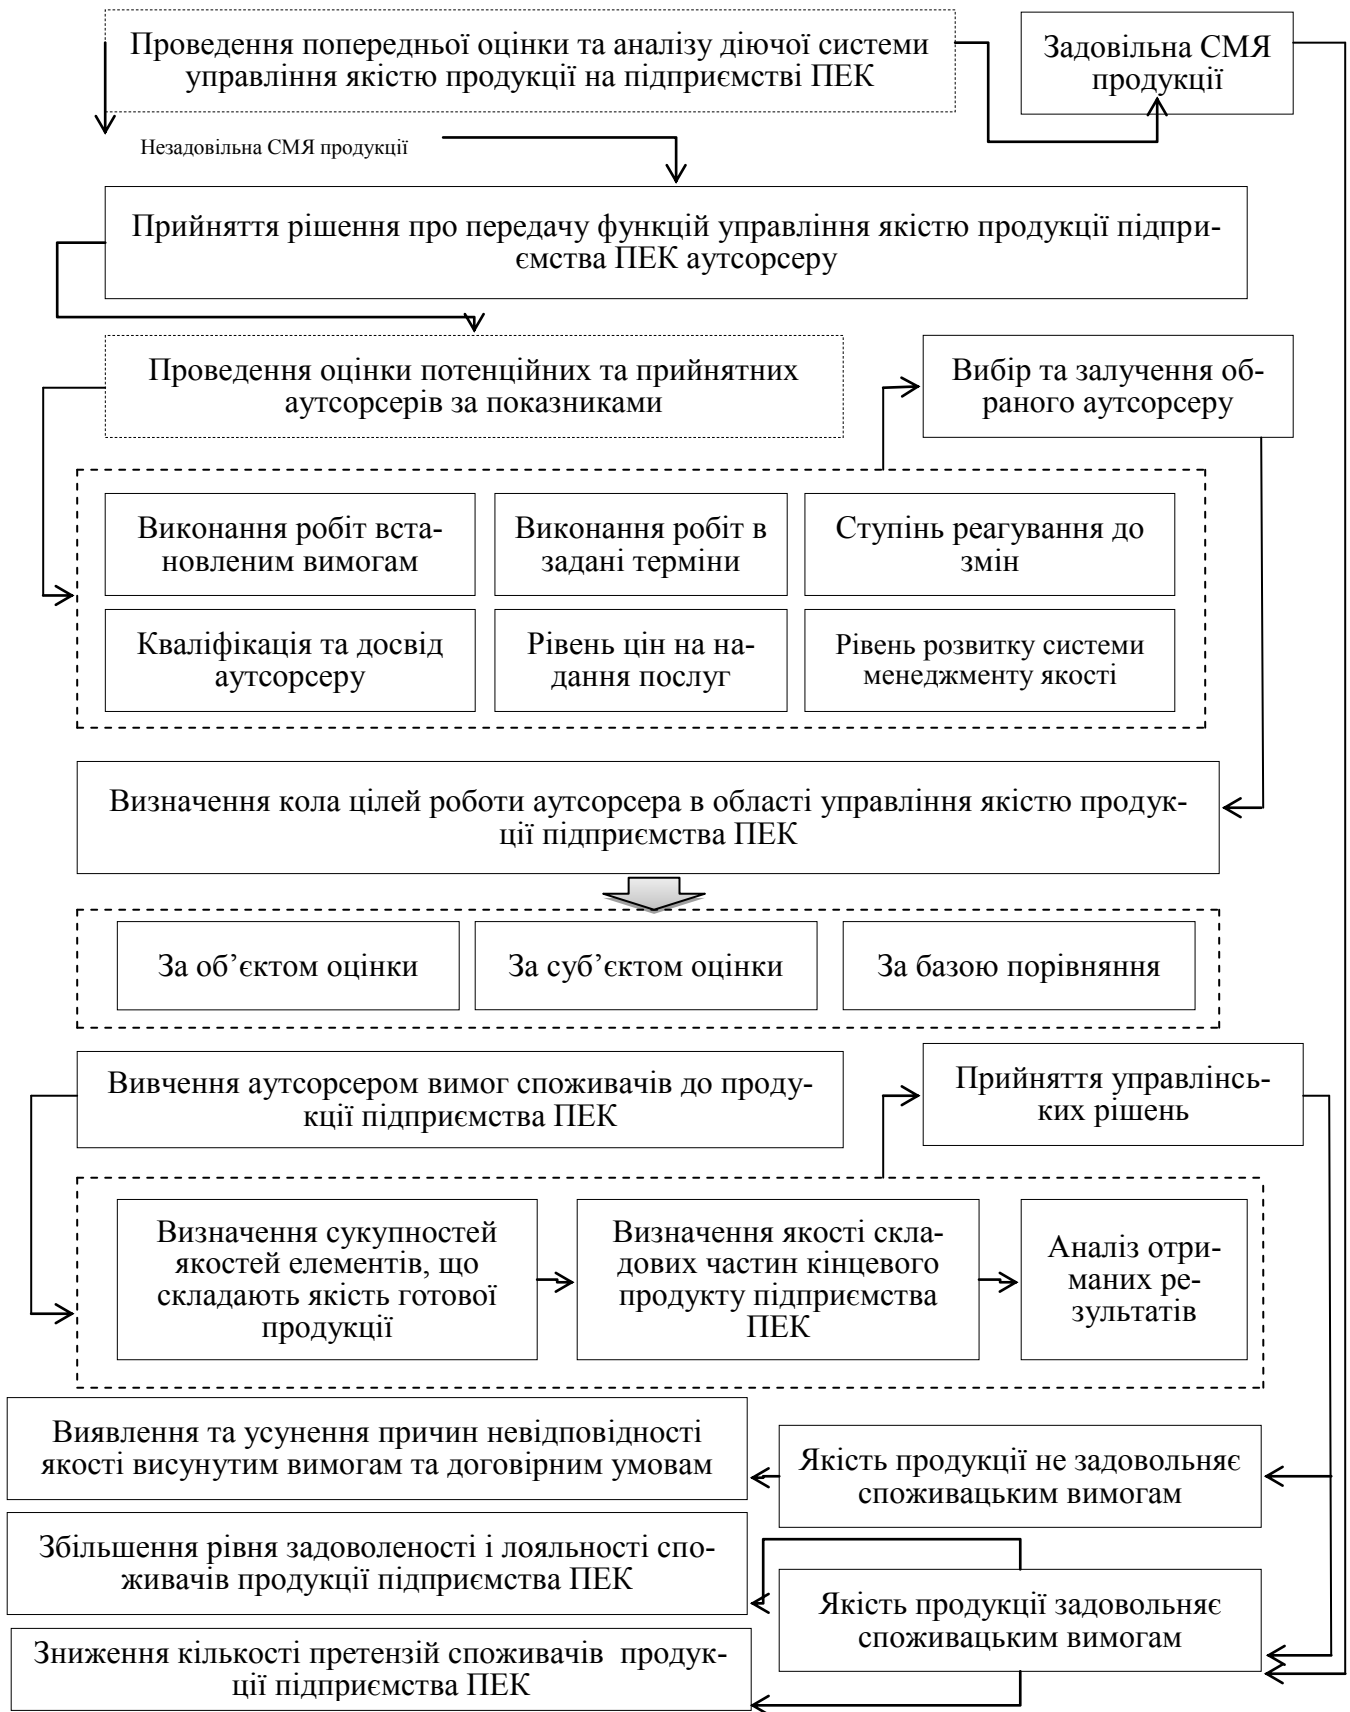 Проведення попередньої оцінки та аналізу діючої системи
управління якістю продукції на підприємстві ПЕК
Задовільна СМЯ
продукції
Незадовільна СМЯ продукції
Прийняття рішення про передачу функцій управління якістю продукції підпри-
ємства ПЕК аутсорсеру
Проведення оцінки потенційних та прийнятних
аутсорсерів за показниками
Вибір та залучення об-
раного аутсорсеру
Виконання робіт вста-
новленим вимогам
Виконання робіт в
задані терміни
Ступінь реагування до
змін
Кваліфікація та досвід
аутсорсеру
Рівень цін на на-
дання послуг
Рівень розвитку системи
менеджменту якості
Визначення кола цілей роботи аутсорсера в області управління якістю продук-
ції підприємства ПЕК
За об’єктом оцінки
За суб’єктом оцінки
За базою порівняння
Вивчення аутсорсером вимог споживачів до проду-
кції підприємства ПЕК
Прийняття управлінсь-
ких рішень
Визначення сукупностей
якостей елементів, що
складають якість готової
продукції
Визначення якості скла-
дових частин кінцевого
продукту підприємства
ПЕК
Аналіз отри-
маних ре-
зультатів
Виявлення та усунення причин невідповідності
якості висунутим вимогам та договірним умовам
Якість продукції не задовольняє
споживацьким вимогам
Збільшення рівня задоволеності і лояльності спо-
живачів продукції підприємства ПЕК
Якість продукції задовольняє
споживацьким вимогам
Зниження кількості претензій споживачів продук-
ції підприємства ПЕК